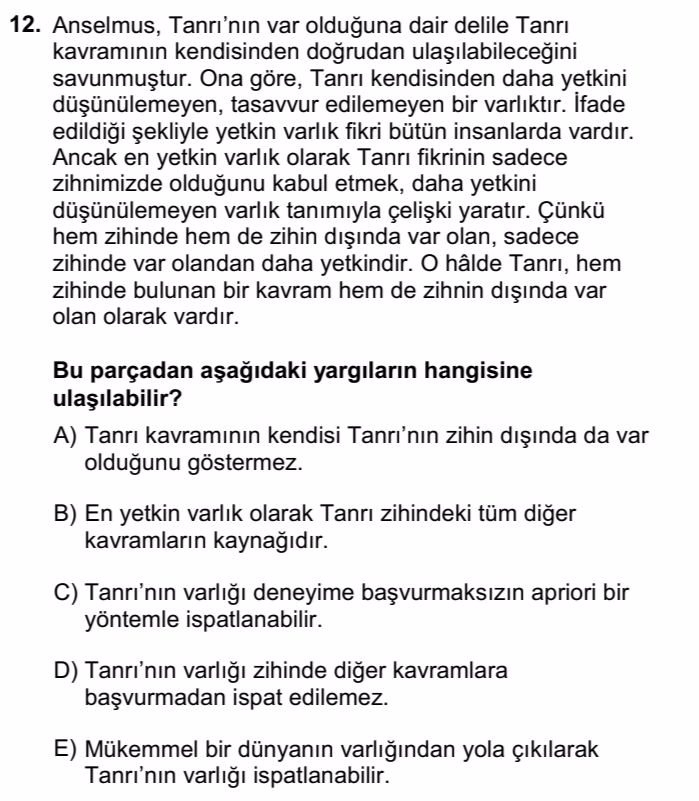 12. Anselmus, Tanrı’nın var olduğuna dair delile Tanrı
kavramının kendisinden doğrudan ulaşılabileceğini
savunmuştur. Ona göre, Tanrı kendisinden daha yetkini
düşünülemeyen, tasavvur edilemeyen bir varlıktır. İfade
edildiği şekliyle yetkin varlık fikri bütün insanlarda vardır.
Ancak en yetkin varlık olarak Tanrı fikrinin sadece
zihnimizde olduğunu kabul etmek, daha yetkini
düşünülemeyen varlık tanımıyla çelişki yaratır. Çünkü
hem zihinde hem de zihin dışında var olan, sadece
zihinde var olandan daha yetkindir. O hâlde Tanrı, hem
zihinde bulunan bir kavram hem de zihnin dışında var
olan olarak vardır.
Bu parçadan aşağıdaki yargıların hangisine
ulaşılabilir?
A) Tanrı kavramının kendisi Tanrı’nın zihin dışında da var
olduğunu göstermez.
B) En yetkin varlık olarak Tanrı zihindeki tüm diğer
kavramların kaynağıdır.
C) Tanrı’nın varlığı deneyime başvurmaksızın apriori bir
yöntemle ispatlanabilir.
D) Tanrı’nın varlığı zihinde diğer kavramlara
başvurmadan ispat edilemez.
E) Mükemmel bir dünyanın varlığından yola çıkılarak
Tanrı’nın varlığı ispatlanabilir.